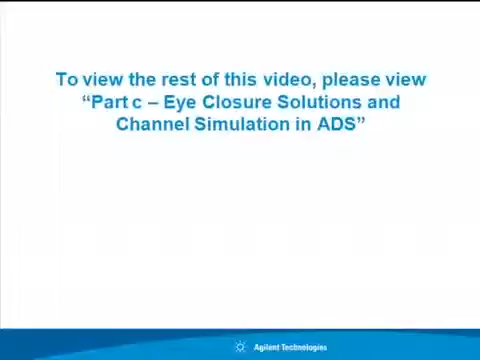 To view the rest of this video, please view
“Part c – Eye Closure Solutions and
Channel Simulation in ADS”
Agilent Technologies